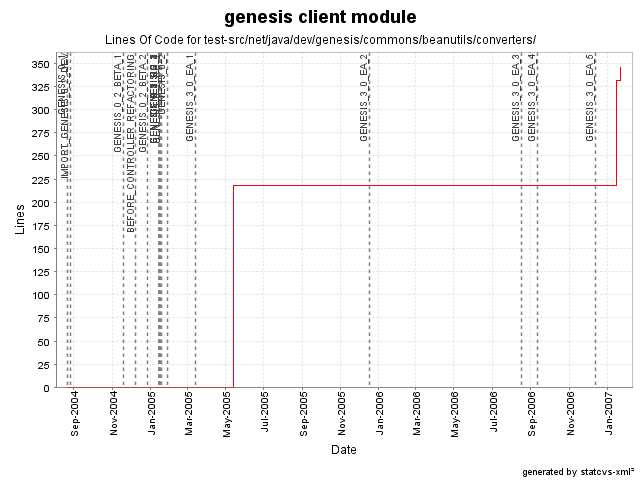 genesis client module
Lines Of Code for test-src/net/java/dev/genesis/commons/beanutils/converters/
Lines
350
325
300
275
250
225
200
175
150
125
100
75
50
25
0
GENESIS_0_2_BETA_1
BEFORE_CONTROLLER_REFACTORING
GENESIS_3_0_EA_1
GENESIS_3_0_EA_2
GENESIS_3_0_EA_3
GENESIS_3_0_EA_4
GENESIS_3_0_EA_5
Sep-2004
Nov-2004
Jan-2005
Mar-2005
May-2005
Jul-2005
Sep-2005
Nov-2005
Jan-2006
Mar-2006
May-2006
Jul-2006
Sep-2006
Nov-2006
Jan-2007
Date
generated by statcvs-xml²